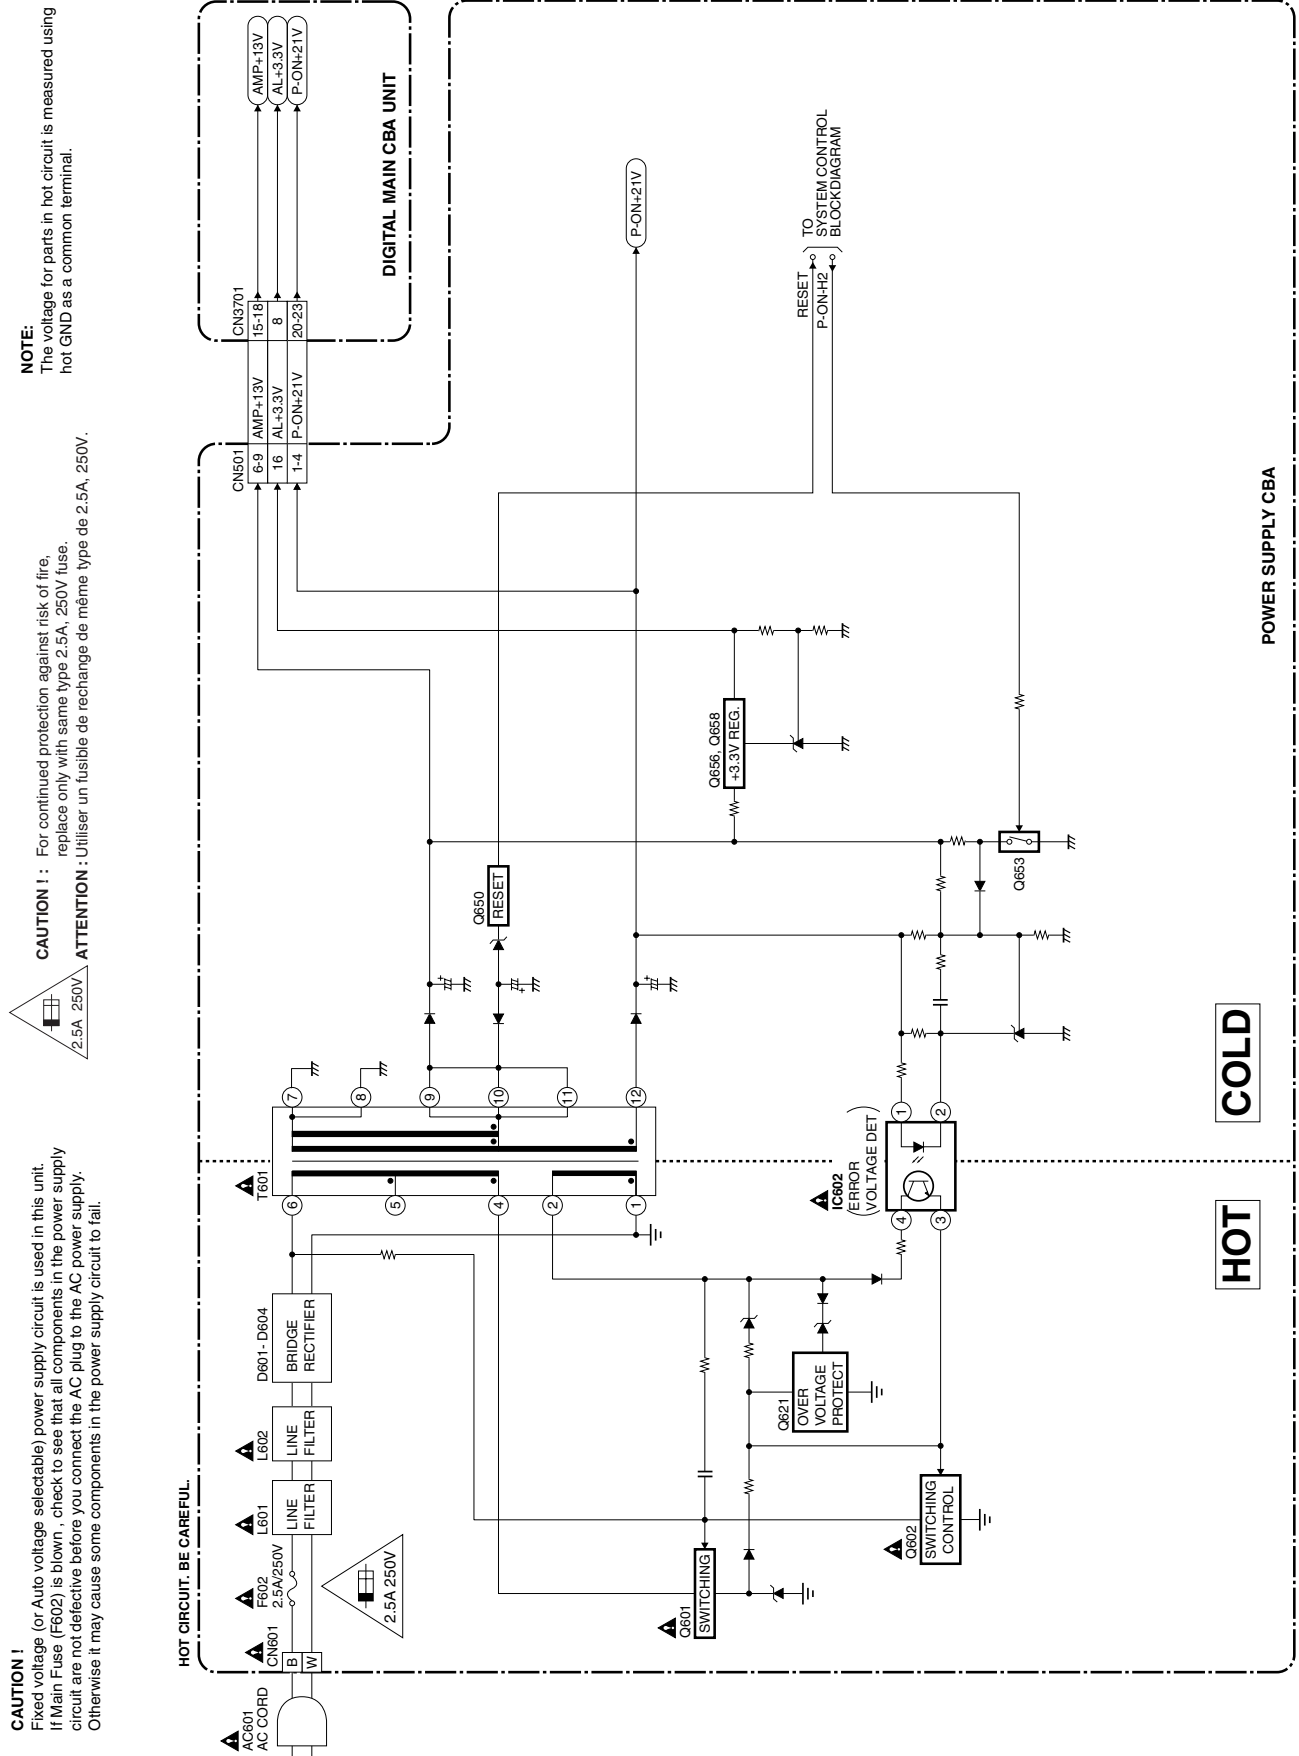 CAUTION !
Fixed voltage (or Auto voltage selectable) power supply circuit is used in this unit.
If Main Fuse (F602) is blown , check to see that all components in the power supply
circuit are not defective before you connect the AC plug to the AC power supply.
Otherwise it may cause some components in the power supply circuit to fail.
2.5A 250V
CAUTION ! : For continued protection against risk of fire,
replace only with same type 2.5A, 250V fuse.
ATTENTION : Utiliser un fusible de rechange de même type de 2.5A, 250V.
NOTE:
The voltage for parts in hot circuit is measured using
hot GND as a common terminal.
HOT CIRCUIT. BE CAREFUL.
AC601
AC CORD
CN601
B
W
F602
2.5A/250V
2.5A 250V
L601
LINE
FILTER
L602
LINE
FILTER
D601- D604
BRIDGE
RECTIFIER
T601
6
5
4
2
1
7
8
9
10
11
12
Q650
RESET
CN501
6-9
16
1-4
AMP+13V
AL+3.3V
P-ON+21V
CN3701
15-18
8
20-23
AMP+13V
AL+3.3V
P-ON+21V
DIGITAL MAIN CBA UNIT
P-ON+21V
RESET
P-ON-H2
TO
SYSTEM CONTROL
BLOCKDIAGRAM
Q656, Q658
+3.3V REG.
Q653
Q601
SWITCHING
Q621
OVER
VOLTAGE
PROTECT
Q602
SWITCHING
CONTROL
IC602
ERROR
VOLTAGE DET
4
3
1
2
HOT
COLD
POWER SUPPLY CBA